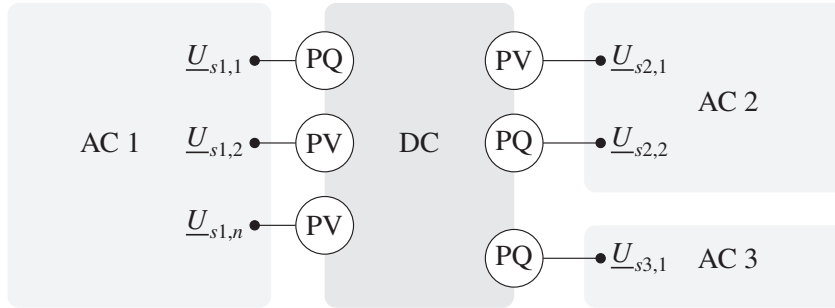 U_s1,1 PQ PV U_s2,1
AC 2
AC 1 U_s1,2 PV DC PQ U_s2,2
U_s1,n PV
PQ U_s3,1 AC 3